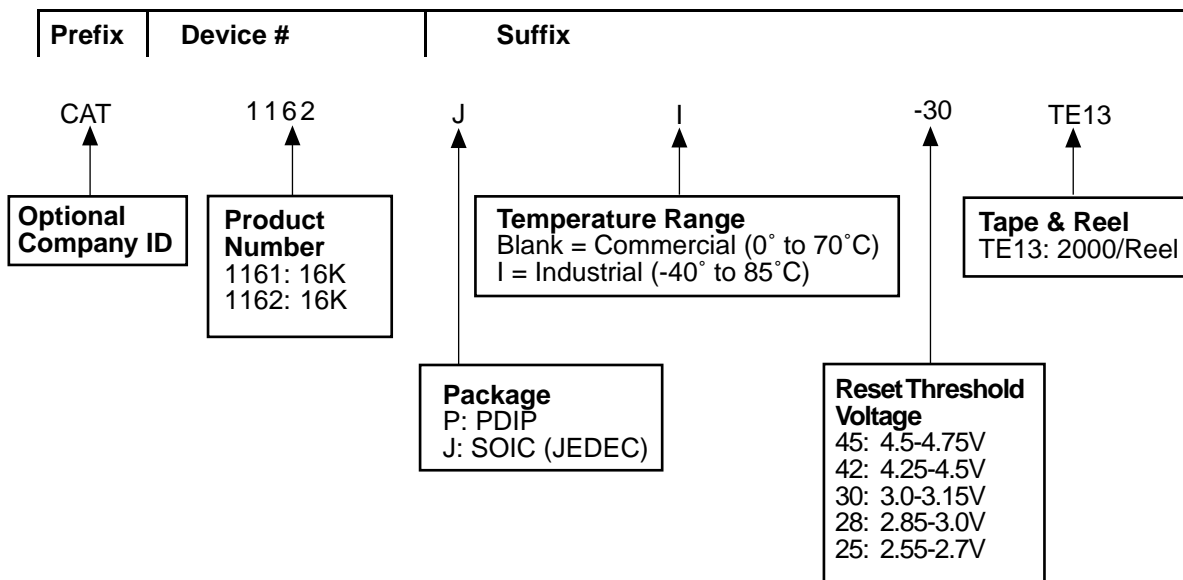 Prefix Device # Suffix
CAT 1162 J I -30 TE13
Optional
Company ID
Product
Number
1161: 16K
1162: 16K
Temperature Range
Blank = Commercial (0˚ to 70˚C)
I = Industrial (-40˚ to 85˚C)
Tape & Reel
TE13: 2000/Reel
Package
P: PDIP
J: SOIC (JEDEC)
Reset Threshold
Voltage
45: 4.5-4.75V
42: 4.25-4.5V
30: 3.0-3.15V
28: 2.85-3.0V
25: 2.55-2.7V